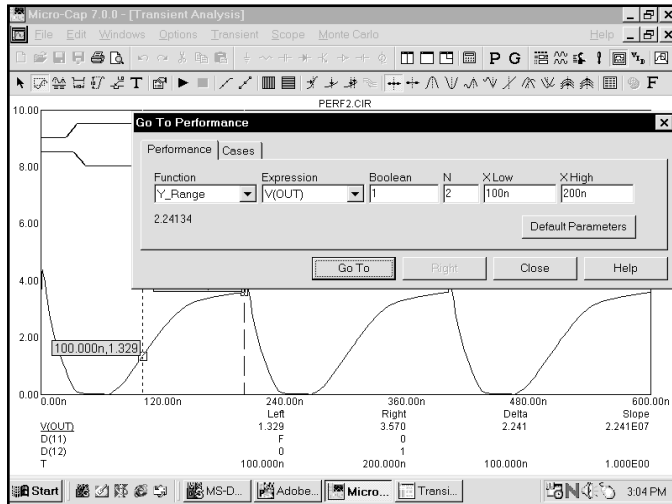 Micro-Cap 7.0.0.0 - [Transient Analysis]
File Edit Windows Options Transient Scope Monte Carlo Help
P G
T F
PERF2.CIR
10.00
8.00
6.00
4.00
2.00
0.00
Go To Performance
Performance Cases
Function Expression Boolean N X Low X High
Y_Range V(OUT) 1 2 100n 200n
2.24134
Default Parameters
Go To Right Close Help
100.000n,1.329
0.00n 120.00n 240.00n 360.00n 480.00n 600.00n
Left Right Delta Slope
V(OUT) 1.329 3.570 2.241 2.241E07
D(11) F 0
D(12) 0 1
T 100.000n 200.000n 100.000n 1.000E00
Start MS-D... Adobe... Micro... Transi... 3:04 PM